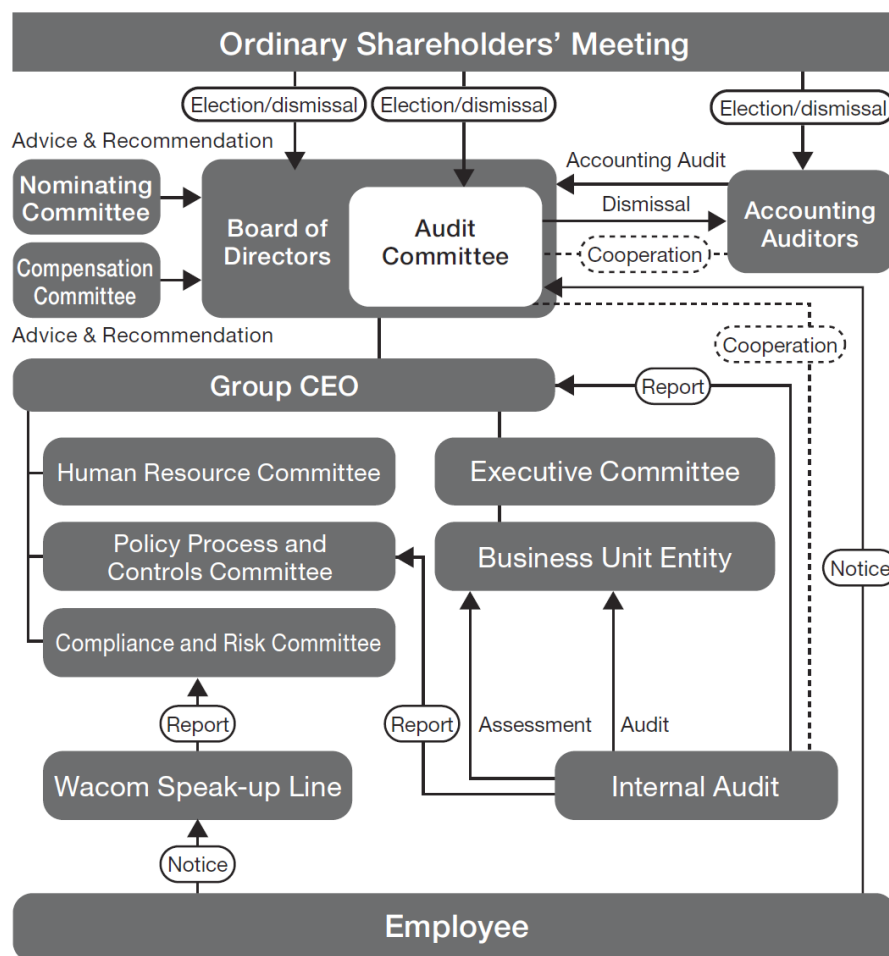 Ordinary Shareholders’ Meeting
Election/dismissal
Election/dismissal
Election/dismissal
Advice & Recommendation
Nominating
Committee
Compensation
Committee
Advice & Recommendation
Board of
Directors
Audit
Committee
Accounting Audit
Dismissal
Cooperation
Accounting
Auditors
Cooperation
Group CEO
Report
Human Resource Committee
Executive Committee
Policy Process and
Controls Committee
Business Unit Entity
Notice
Compliance and Risk Committee
Report
Report
Assessment
Audit
Wacom Speak-up Line
Internal Audit
Notice
Employee